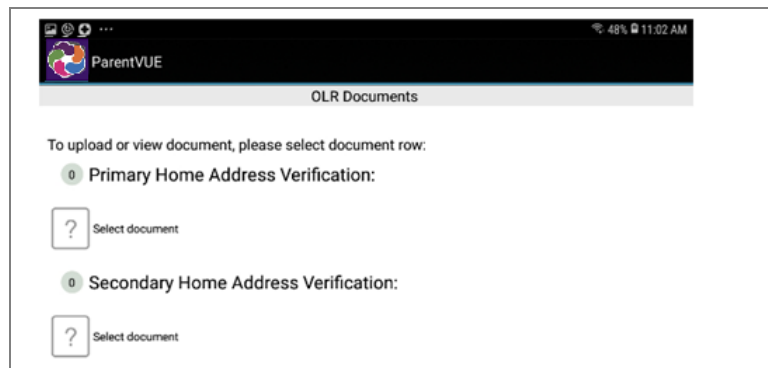 48% 11:02 AM
ParentVUE
OLR Documents
To upload or view document, please select document row:
0 Primary Home Address Verification:
? Select document
0 Secondary Home Address Verification:
? Select document